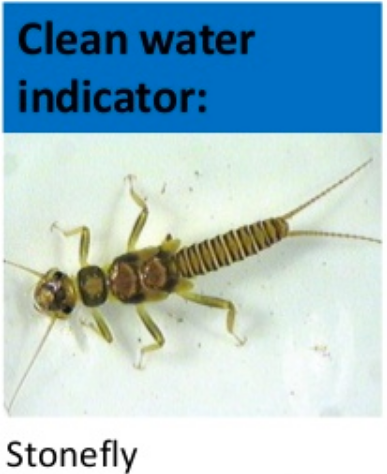 Clean water
indicator:
Stonefly